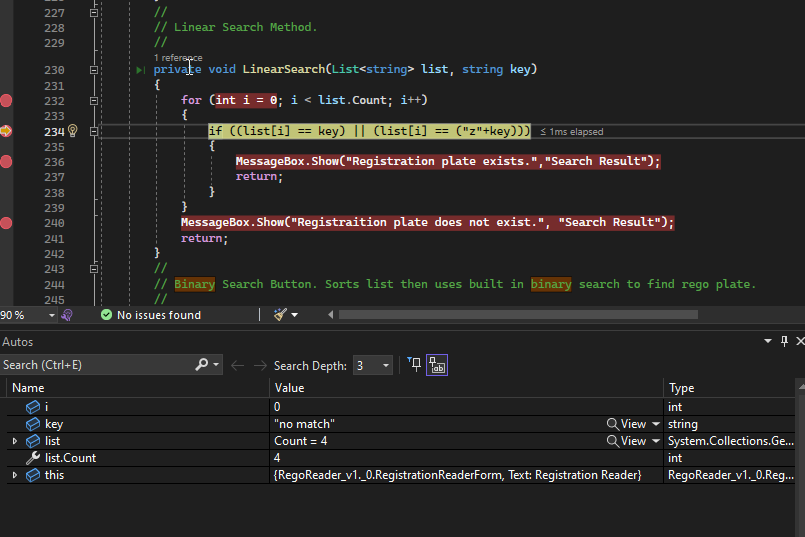 227 //
228 // Linear Search Method.
229 //
1 reference
230 private void LinearSearch(List<string> list, string key)
231 {
232 for (int i = 0; i < list.Count; i++)
233 {
234 if ((list[i] == key) || (list[i] == ("z"+key))) ≤ 1ms elapsed
235 {
236 MessageBox.Show("Registration plate exists.","Search Result");
237 return;
238 }
239 }
240 MessageBox.Show("Registraition plate does not exist.", "Search Result");
241 return;
242 }
243 //
244 // Binary Search Button. Sorts list then uses built in binary search to find rego plate.
245 //
90 % No issues found
Autos
Search (Ctrl+E) Search Depth: 3
Name Value Type
i 0 int
key "no match" View string
list Count = 4 View System.Collections.Ge...
list.Count 4 int
this {RegoReader_v1._0.RegistrationReaderForm, Text: Registration Reader} RegoReader_v1._0.Reg...